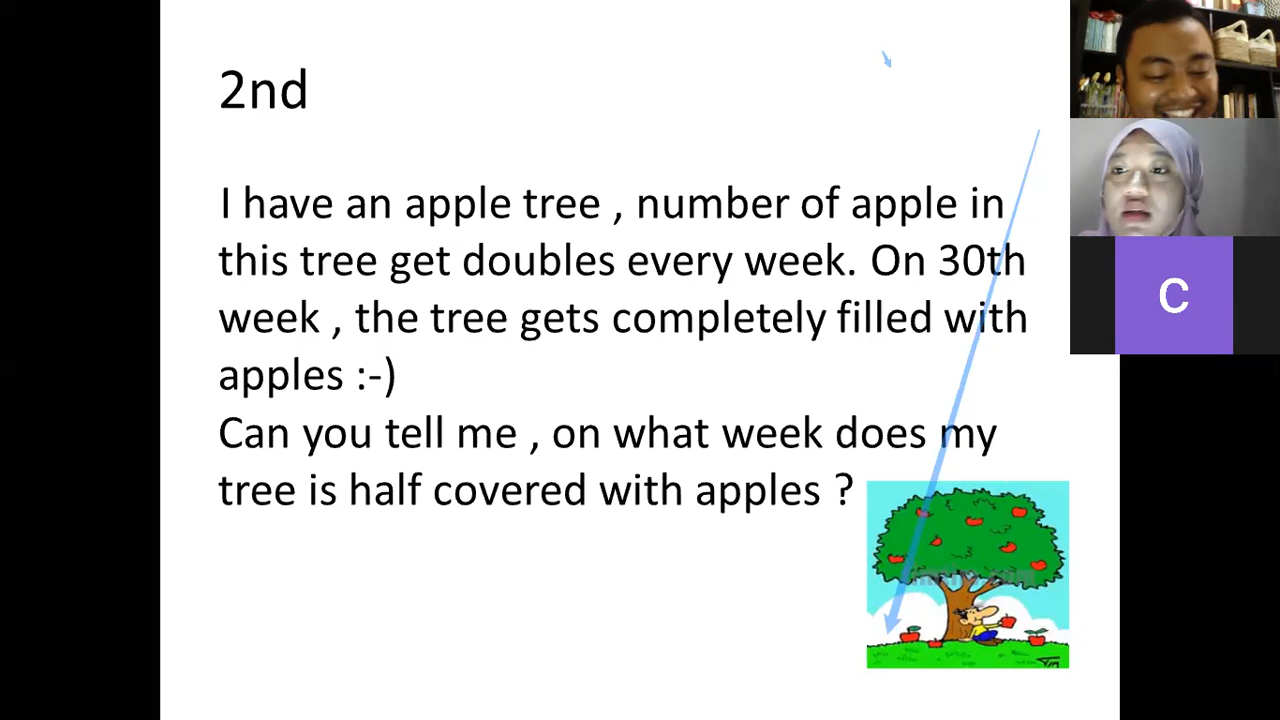 2nd
I have an apple tree , number of apple in
this tree get doubles every week. On 30th
week , the tree gets completely filled with
apples :-)
Can you tell me , on what week does my
tree is half covered with apples ?
C